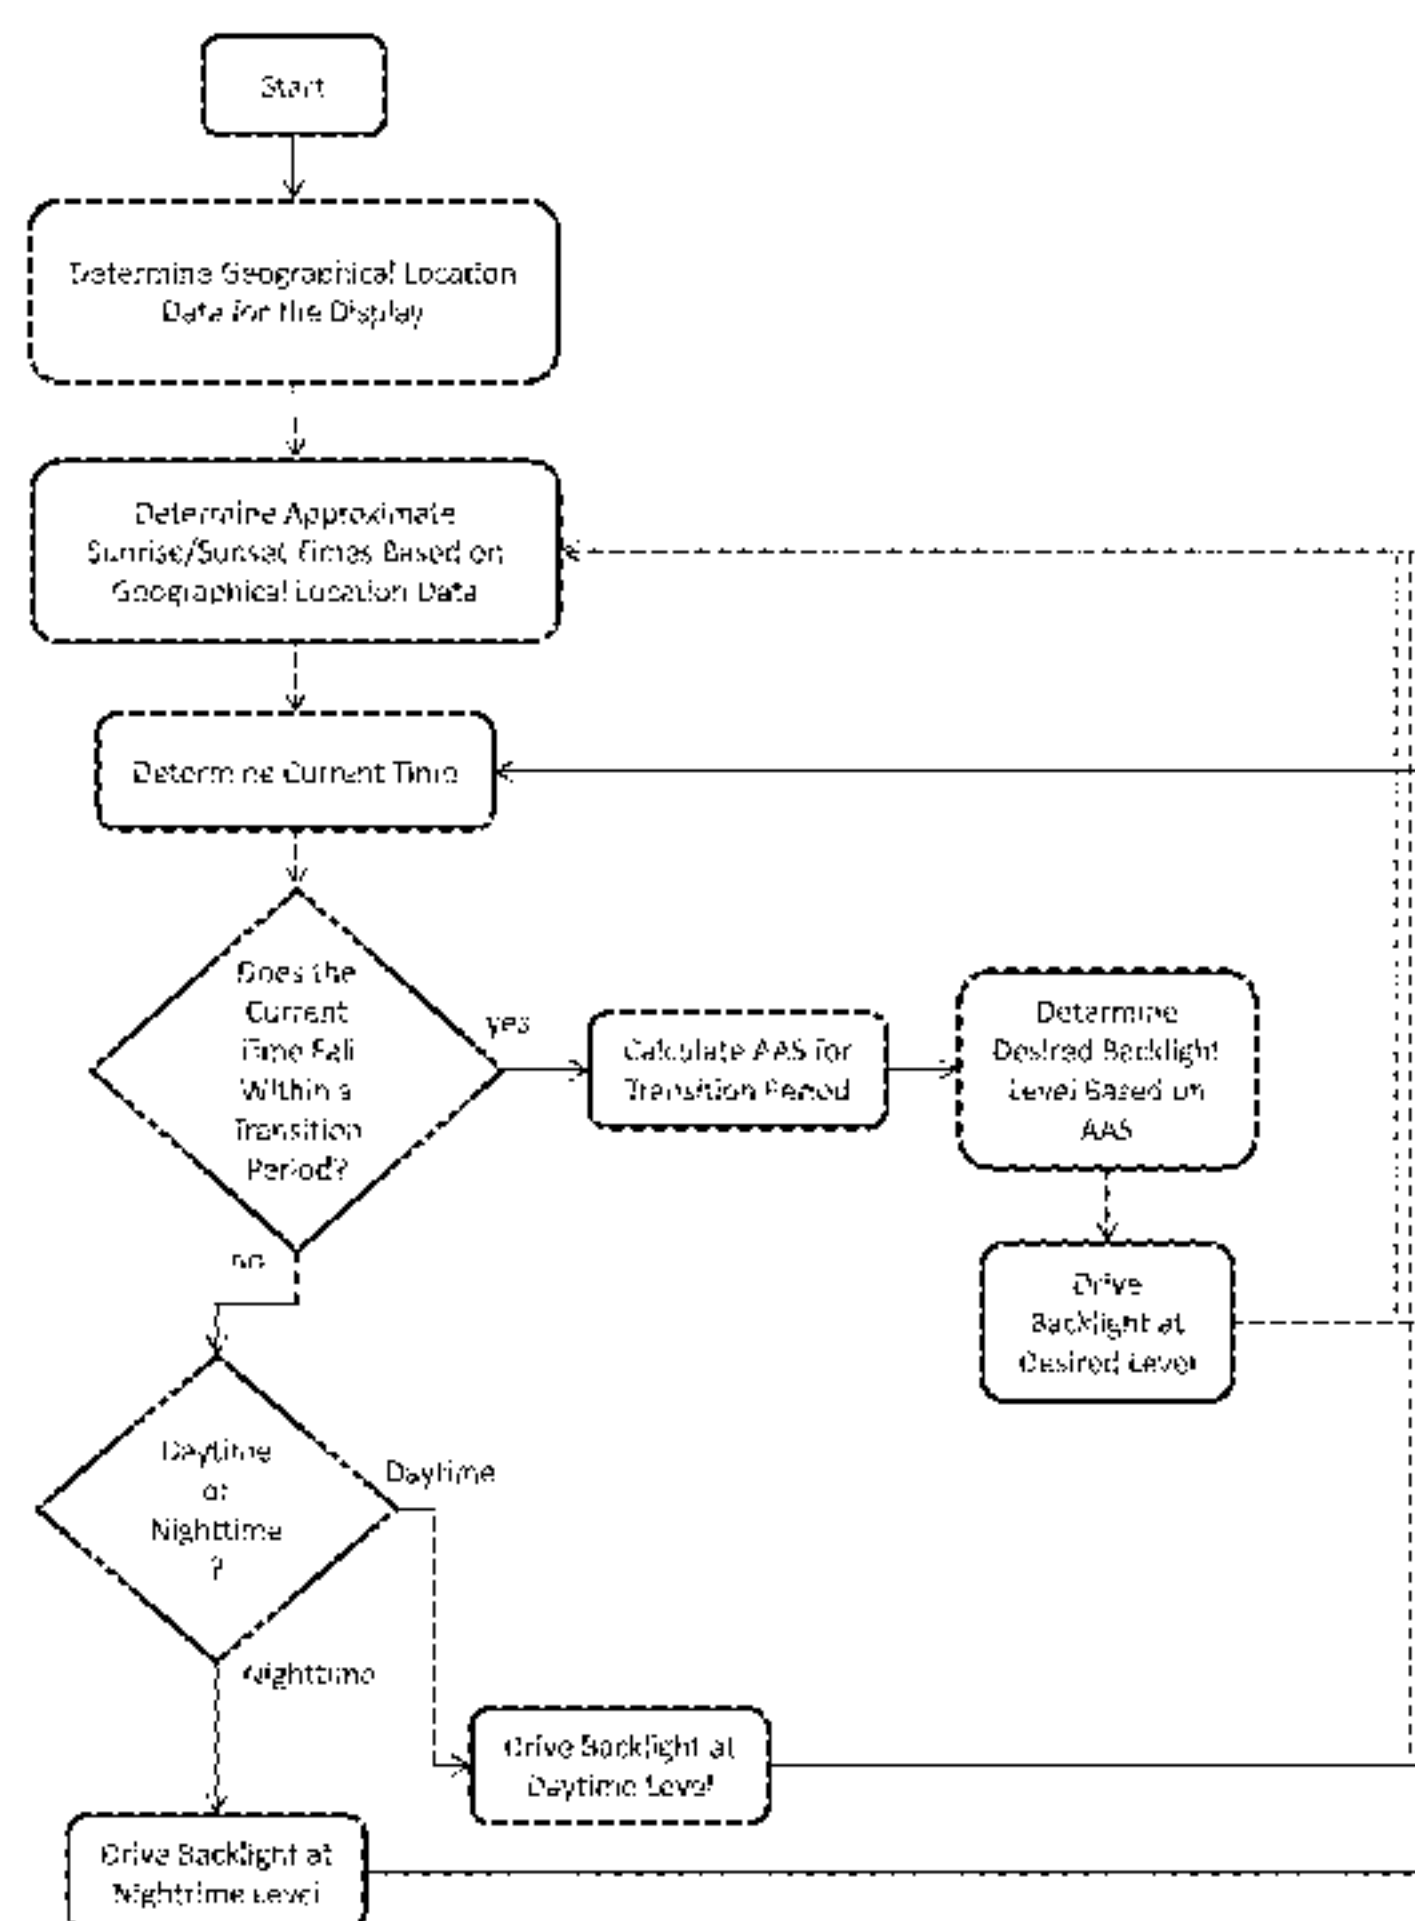 Start
Determine Geographical Location
Data for the Display
Determine Approximate
Sunrise/Sunset Times Based on
Geographical Location Data
Determine Current Time
Does the
Current
Time Fall
Within a
Transition
Period?
yes
Calculate AAS for
Transition Period
Determine
Desired Backlight
Level Based on
AAS
no
Drive
Backlight at
Desired Level
Daytime
or
Nighttime
?
Daytime
Nighttime
Drive Backlight at
Daytime Level
Drive Backlight at
Nighttime Level